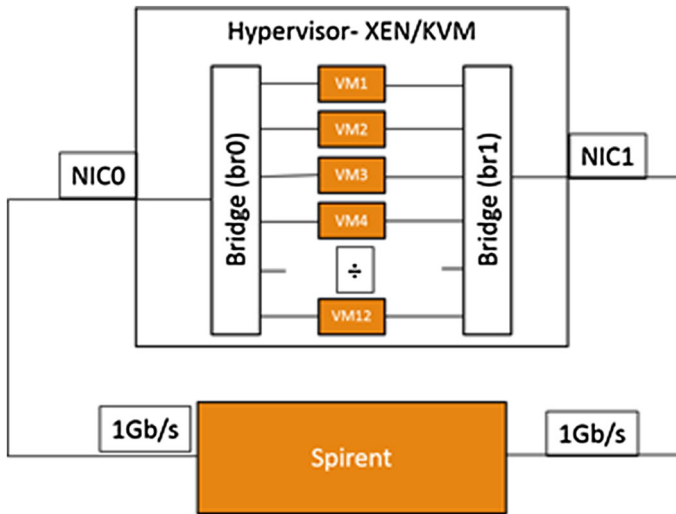 Hypervisor- XEN/KVM
VM1
VM2
VM3
VM4
÷
VM12
Bridge (br0)
Bridge (br1)
NIC0
NIC1
1Gb/s
Spirent
1Gb/s